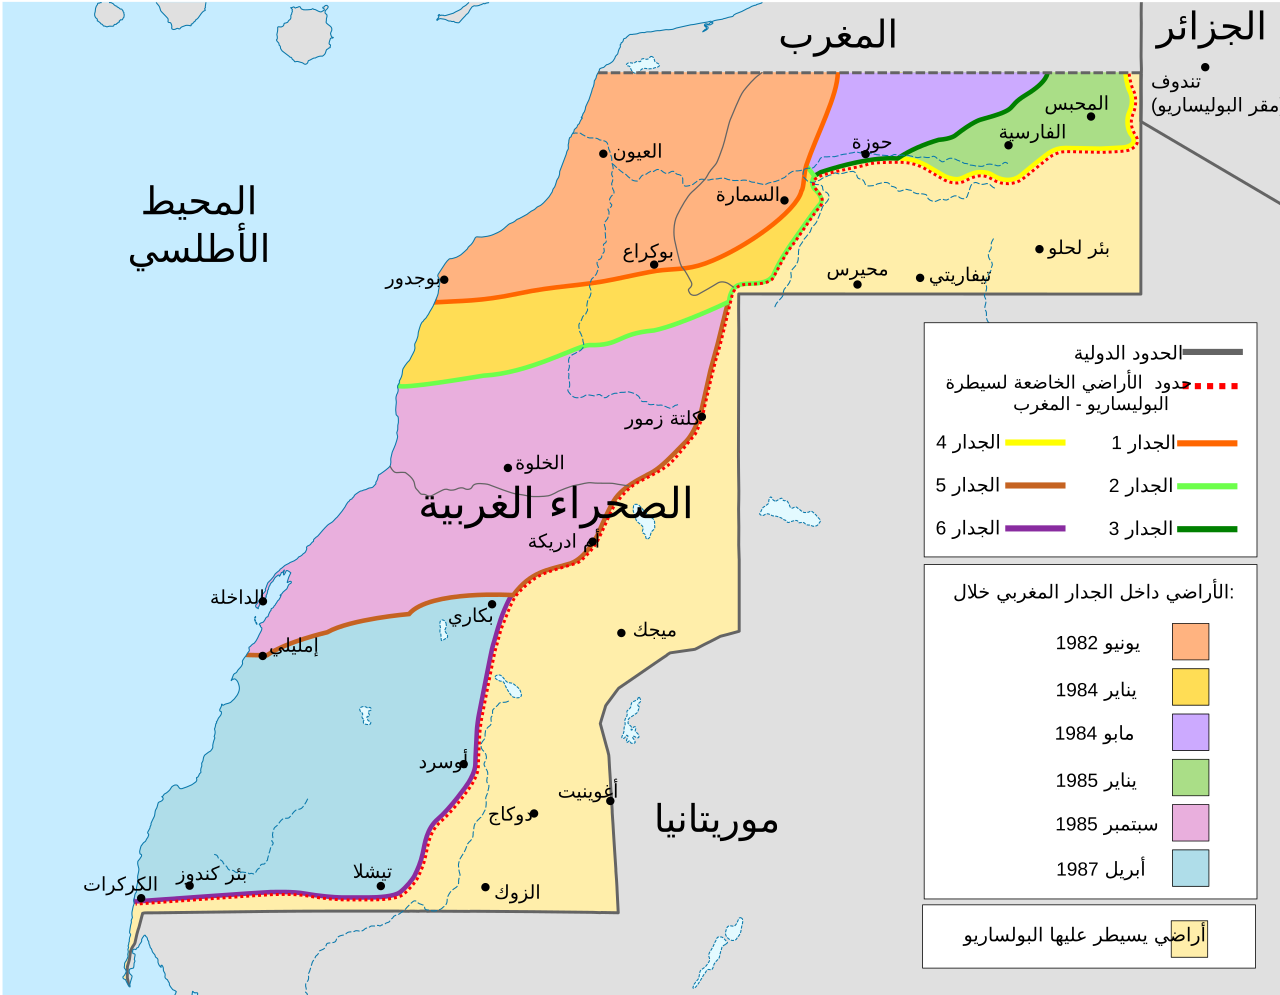 المغرب
الجزائر
تندوف
(مقر البوليساريو
المحبس
الفارسية
حوزة
العيون
السمارة
المحيط
الأطلسي
بوكراع
بوجدور
بئر لحلو
تيفاريتي
محيرس
كلتة زمور
الخلوة
الصحراء الغربية
أم ادريكة
الداخلة
بكاري
إمليلي
ميجك
أوسرد
أغوينيت
دوكاج
موريتانيا
تيشلا
بئر كندوز
الكركرات
الزوك
الحدود الدولية
حدود الأراضي الخاضعة لسيطرة
البوليساريو - المغرب
الجدار 1
الجدار 4
الجدار 2
الجدار 5
الجدار 3
الجدار 6
الأراضي داخل الجدار المغربي خلال:
يونيو 1982
يناير 1984
مابو 1984
يناير 1985
سبتمبر 1985
أبريل 1987
أراضي يسيطر عليها البولساريو